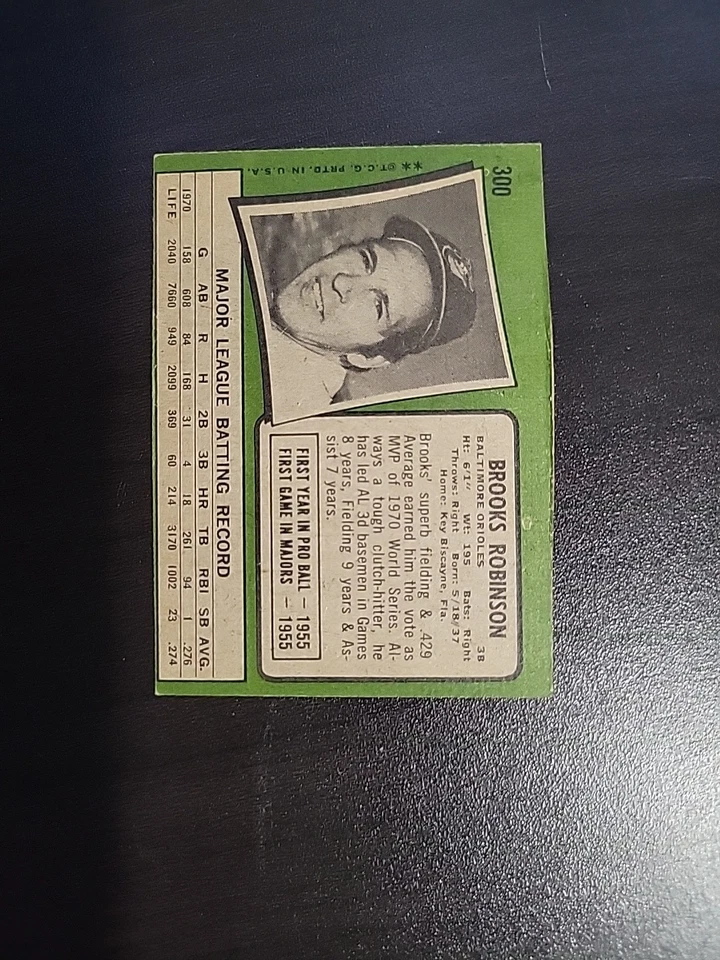 300
** ©T.C.G. PRTD. IN U.S.A.
BROOKS ROBINSON 3B
BALTIMORE ORIOLES
Ht: 6'1" Wt: 195 Bats: Right
Throws: Right Born: 5/18/37
Home: Key Biscayne, Fla.
Brooks' superb fielding & .429
Average earned him the vote as
MVP of 1970 World Series. Al-
ways a tough clutch-hitter, he
has led AL 3d basemen in Games
8 years, Fielding 9 years & As-
sist 7 years.
FIRST YEAR IN PRO BALL — 1955
FIRST GAME IN MAJORS — 1955
MAJOR LEAGUE BATTING RECORD
G AB R H 2B 3B HR TB RBI SB AVG.
1970 158 608 84 168 31 4 18 261 94 1 .276
LIFE 2040 7660 949 2099 369 60 214 3170 1002 23 .274